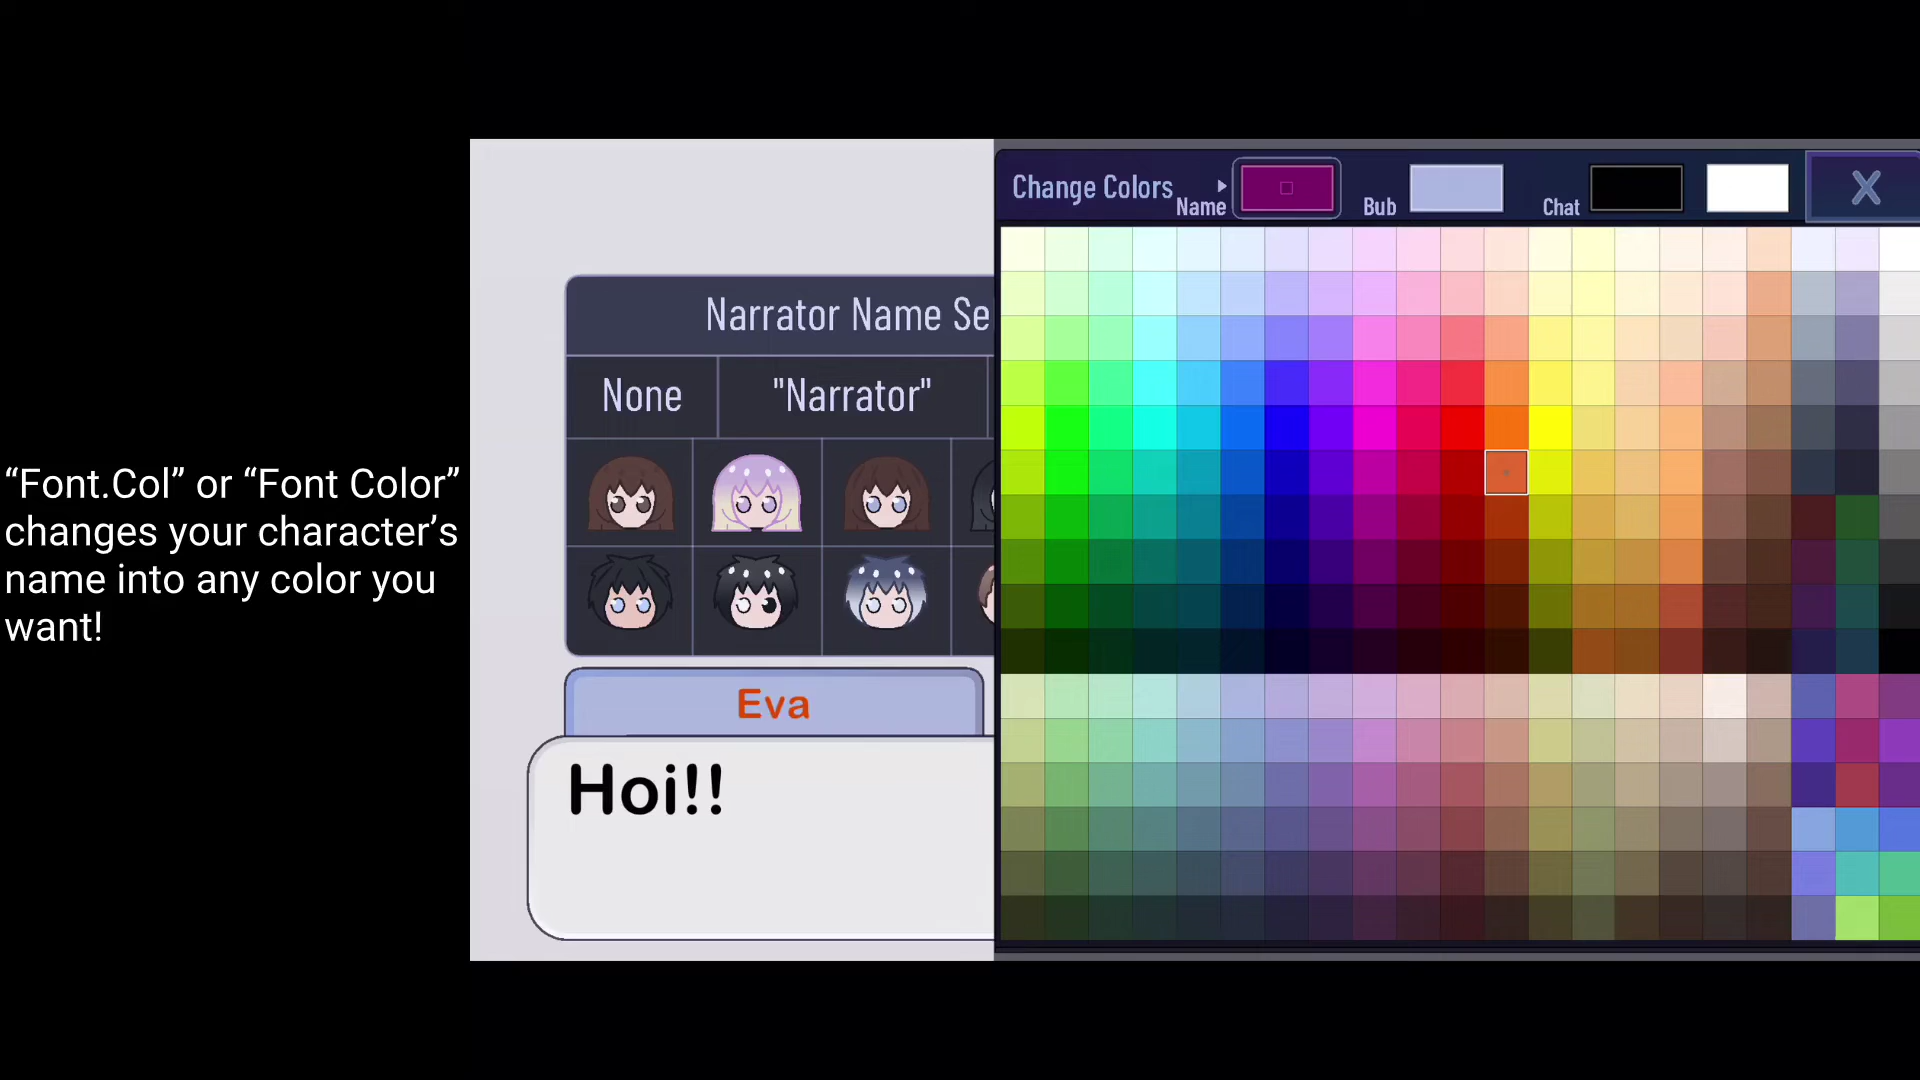 “Font.Col” or “Font Color”
changes your character’s
name into any color you
want!
Narrator Name Se
None
"Narrator"
Eva
Hoi!!
Change Colors
Name
Bub
Chat
X